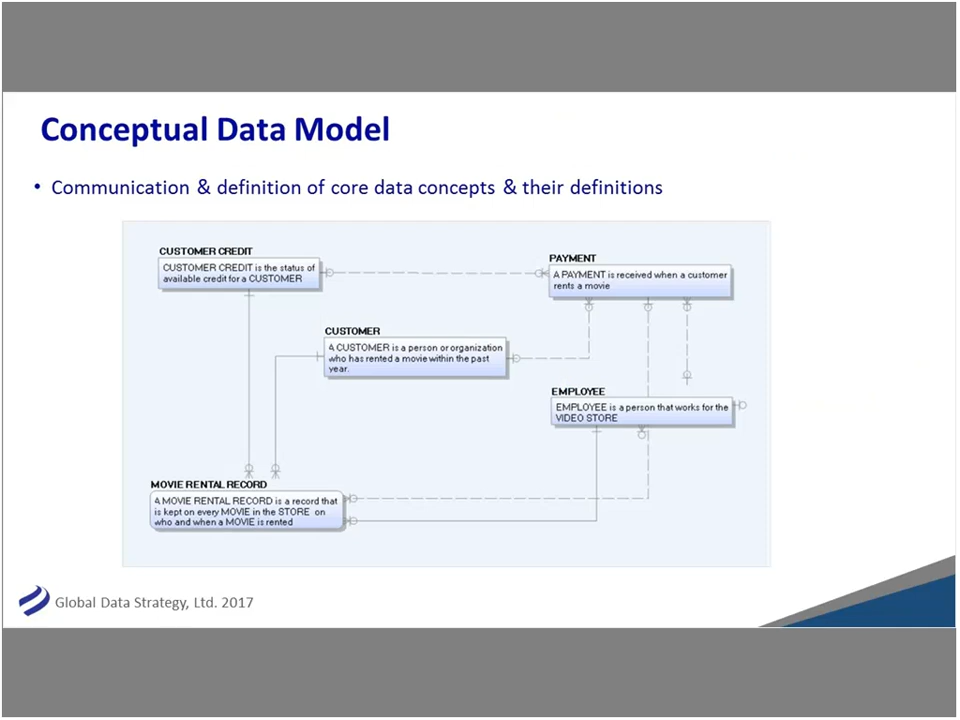 Conceptual Data Model
• Communication & definition of core data concepts & their definitions
CUSTOMER CREDIT
CUSTOMER CREDIT is the status of
available credit for a CUSTOMER
PAYMENT
A PAYMENT is received when a customer
rents a movie
CUSTOMER
A CUSTOMER is a person or organization
who has rented a movie within the past
year.
EMPLOYEE
EMPLOYEE is a person that works for the
VIDEO STORE
MOVIE RENTAL RECORD
A MOVIE RENTAL RECORD is a record that
is kept on every MOVIE in the STORE on
who and when a MOVIE is rented
Global Data Strategy, Ltd. 2017